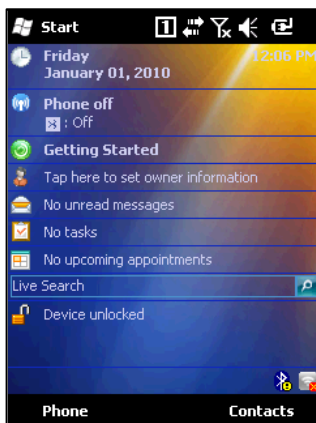 Start 1
12:06 PM
Friday
January 01, 2010
Phone off
: Off
Getting Started
Tap here to set owner information
No unread messages
No tasks
No upcoming appointments
Live Search
Device unlocked
Phone Contacts